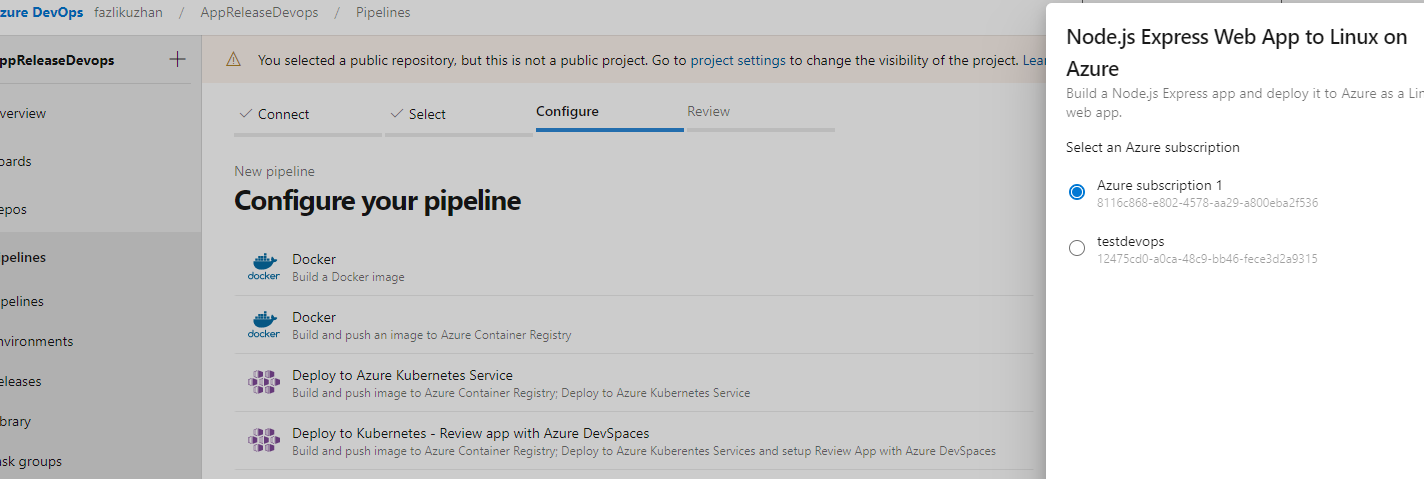 zure DevOps fazlikuzhan / AppReleaseDevops / Pipelines
ppReleaseDevops
verview
oards
epos
ipelines
ipelines
nvironments
eleases
brary
ask groups
You selected a public repository, but this is not a public project. Go to project settings to change the visibility of the project. Lear
Connect
Select
Configure
Review
New pipeline
Configure your pipeline
docker
Docker
Build a Docker image
docker
Docker
Build and push an image to Azure Container Registry
Deploy to Azure Kubernetes Service
Build and push image to Azure Container Registry; Deploy to Azure Kubernetes Service
Deploy to Kubernetes - Review app with Azure DevSpaces
Build and push image to Azure Container Registry; Deploy to Azure Kuberentes Services and setup Review App with Azure DevSpaces
Node.js Express Web App to Linux on
Azure
Build a Node.js Express app and deploy it to Azure as a Lin
web app.
Select an Azure subscription
Azure subscription 1
8116c868-e802-4578-aa29-a800eba2f536
testdevops
12475cd0-a0ca-48c9-bb46-fece3d2a9315